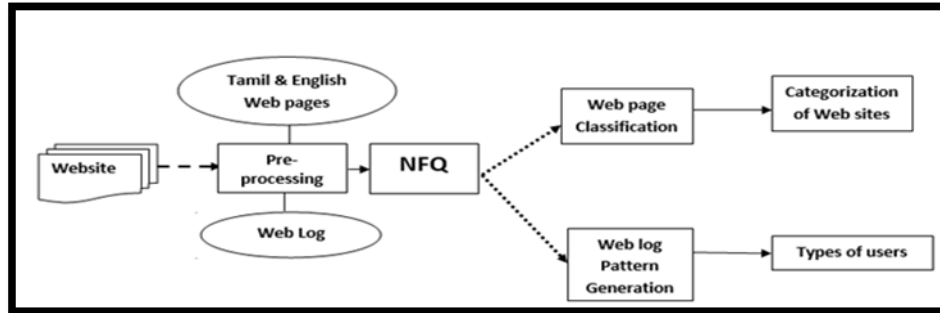 Tamil & English
Web pages
Website
Pre-
processing
NFQ
Web Log
Web page
Classification
Categorization
of Web sites
Web log
Pattern
Generation
Types of users